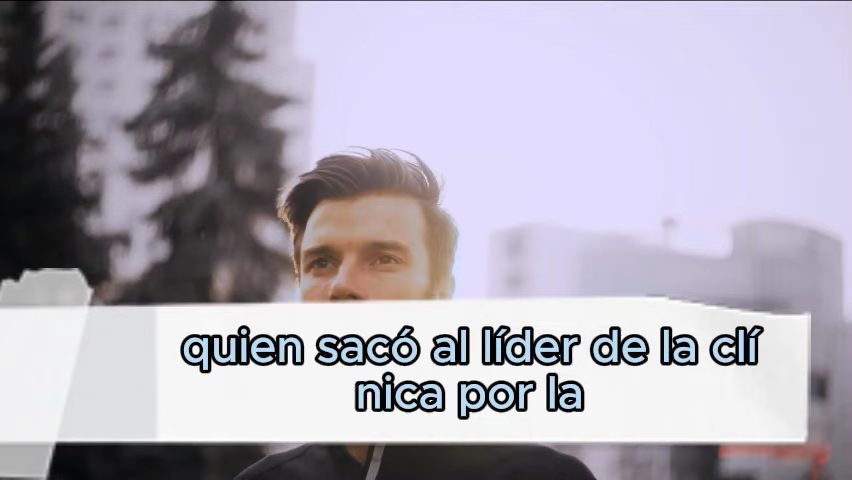 quien sacó al líder de la clí
nica por la